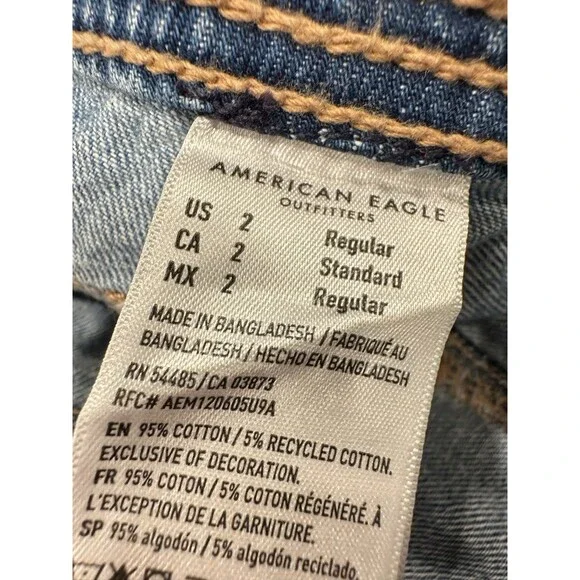 AMERICAN EAGLE
OUTFITTERS
US 2 Regular
CA 2 Standard
MX 2 Regular
MADE IN BANGLADESH / FABRIQUÉ AU
BANGLADESH / HECHO EN BANGLADESH
RN 54485 / CA 03873
RFC# AEM120605U9A
EN 95% COTTON / 5% RECYCLED COTTON.
EXCLUSIVE OF DECORATION.
FR 95% COTON / 5% COTON RÉGÉNÉRÉ. À
L'EXCEPTION DE LA GARNITURE.
SP 95% algodón / 5% algodón reciclado.